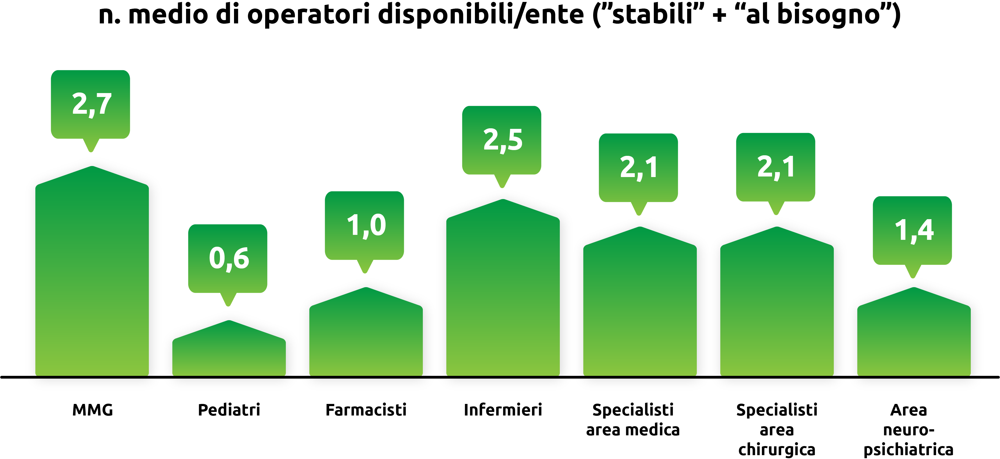 n. medio di operatori disponibili/ente (”stabili” + “al bisogno”)
2,7
0,6
1,0
2,5
2,1
2,1
1,4
MMG
Pediatri
Farmacisti
Infermieri
Specialisti
area medica
Specialisti
area
chirurgica
Area
neuro-
psichiatrica